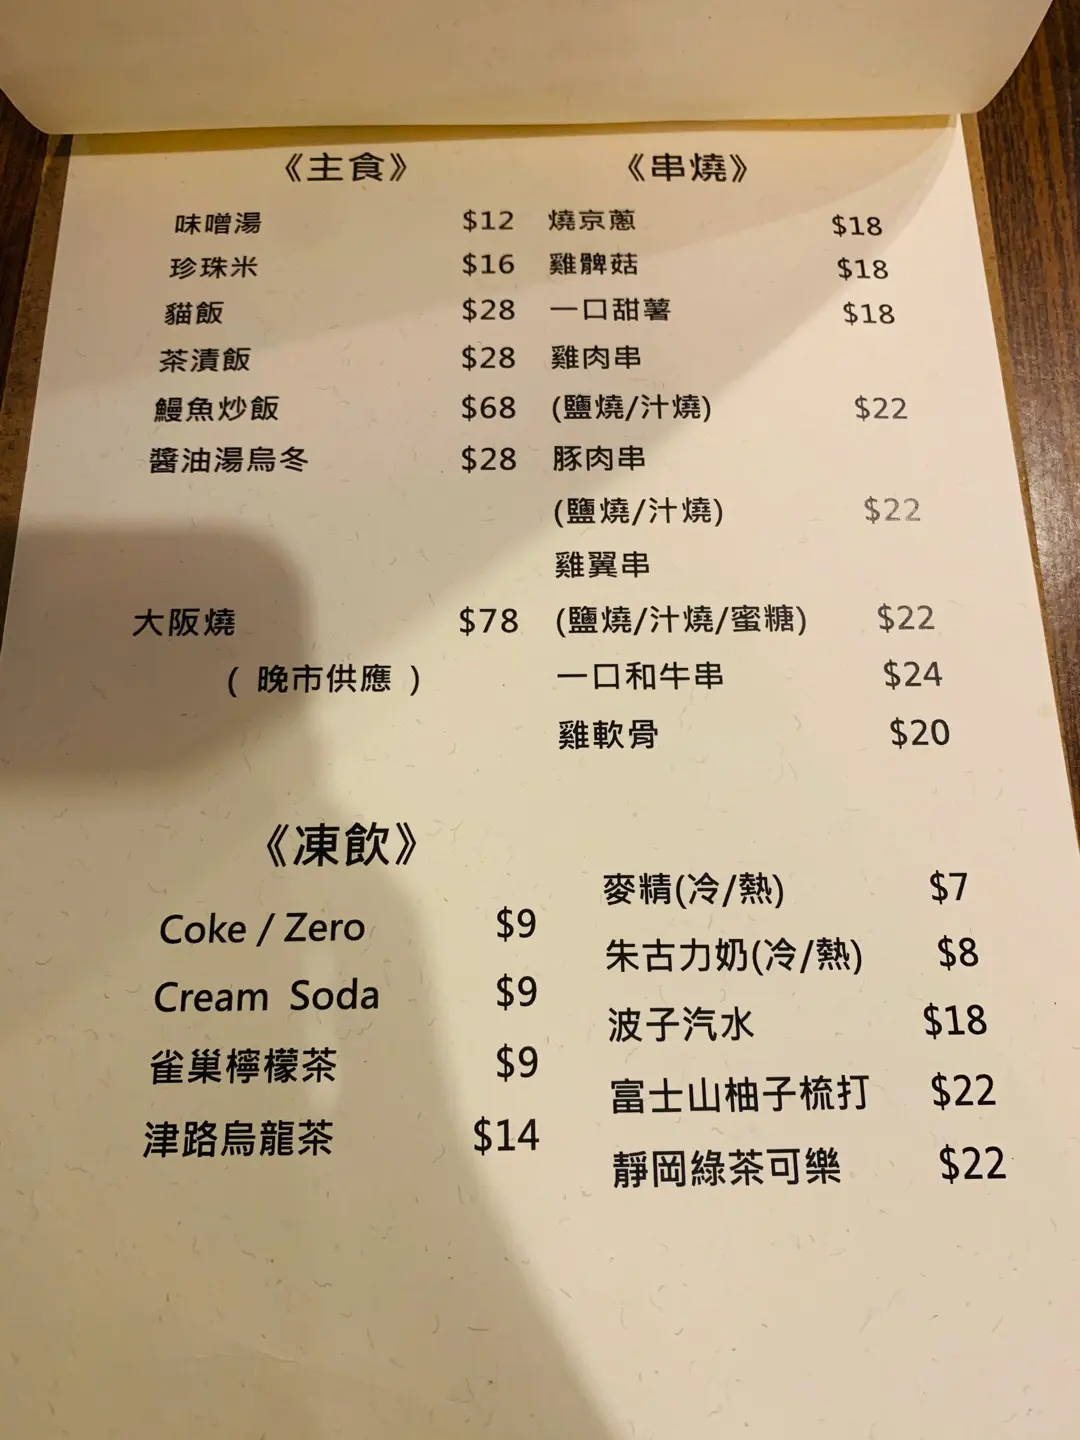 《主食》
味噌湯 $12
珍珠米 $16
貓飯 $28
茶漬飯 $28
鰻魚炒飯 $68
醬油湯烏冬 $28
大阪燒 $78
( 晚市供應 )
《串燒》
燒京蔥 $18
雞髀菇 $18
一口甜薯 $18
雞肉串
(鹽燒/汁燒) $22
豚肉串
(鹽燒/汁燒) $22
雞翼串
(鹽燒/汁燒/蜜糖) $22
一口和牛串 $24
雞軟骨 $20
《凍飲》
Coke / Zero $9
Cream Soda $9
雀巢檸檬茶 $9
津路烏龍茶 $14
麥精(冷/熱) $7
朱古力奶(冷/熱) $8
波子汽水 $18
富士山柚子梳打 $22
靜岡綠茶可樂 $22